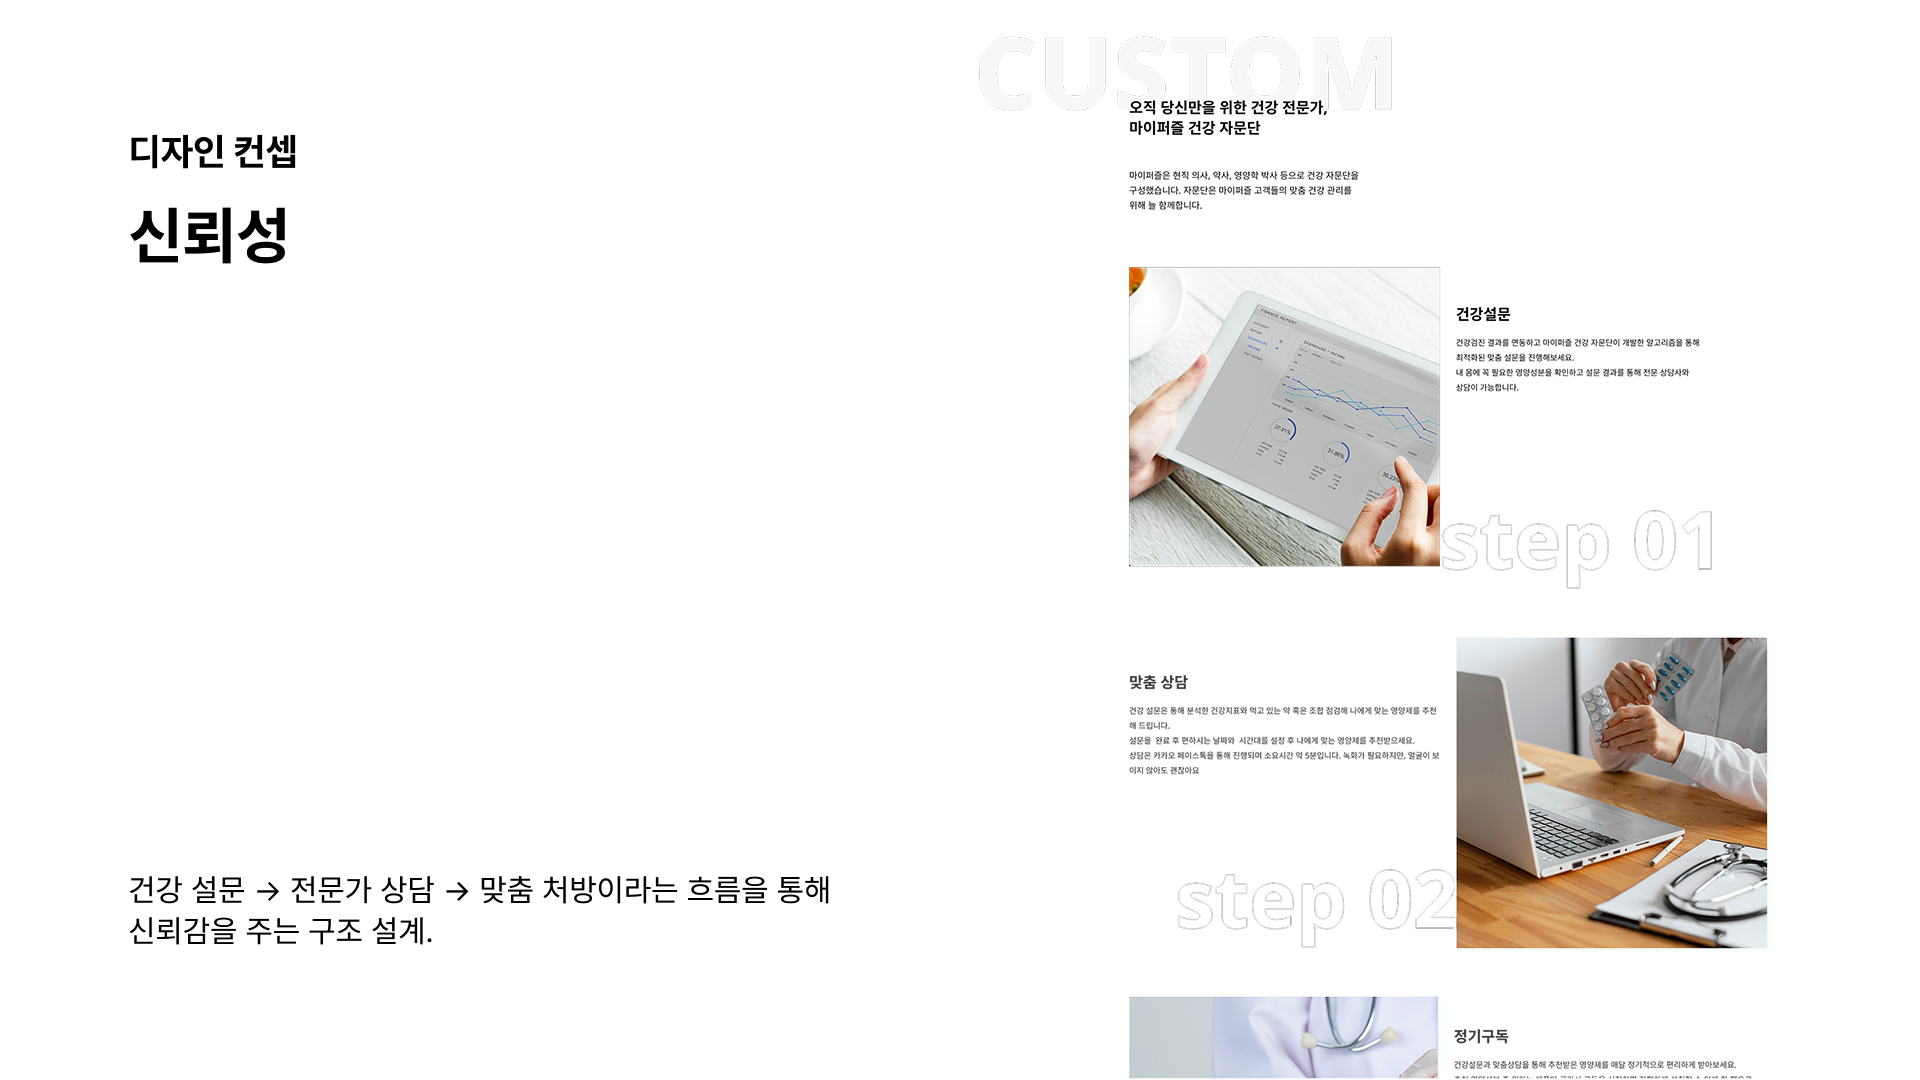 디자인 컨셉
신뢰성
건강 설문 → 전문가 상담 → 맞춤 처방이라는 흐름을 통해
신뢰감을 주는 구조 설계.
CUSTOM
오직 당신만을 위한 건강 전문가,
마이퍼즐 건강 자문단
마이퍼즐은 현직 의사, 약사, 영양학 박사 등으로 건강 자문단을
구성했습니다. 자문단은 마이퍼즐 고객들의 맞춤 건강 관리를
위해 늘 함께합니다.
FINANCE REPORT
DASHBOARD > INCOME
37.91%
31.86%
30.23%
건강설문
건강검진 결과를 연동하고 마이퍼즐 건강 자문단이 개발한 알고리즘을 통해
최적화된 맞춤 설문을 진행해보세요.
내 몸에 꼭 필요한 영양성분을 확인하고 설문 결과를 통해 전문 상담사와
상담이 가능합니다.
step 01
맞춤 상담
건강 설문은 통해 분석한 건강지표와 먹고 있는 약 혹은 조합 점검해 나에게 맞는 영양제를 추천
해 드립니다.
설문을 완료 후 편하시는 날짜와 시간대를 설정 후 나에게 맞는 영양제를 추천받으세요.
상담은 카카오 페이스톡을 통해 진행되며 소요시간 약 5분입니다. 녹화가 필요하지만, 얼굴이 보
이지 않아도 괜찮아요
step 02
정기구독
건강설문과 맞춤상담을 통해 추천받은 영양제를 매달 정기적으로 편리하게 받아보세요.